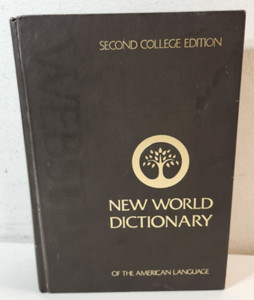 SECOND COLLEGE EDITION
NEW WORLD
DICTIONARY
OF THE AMERICAN LANGUAGE